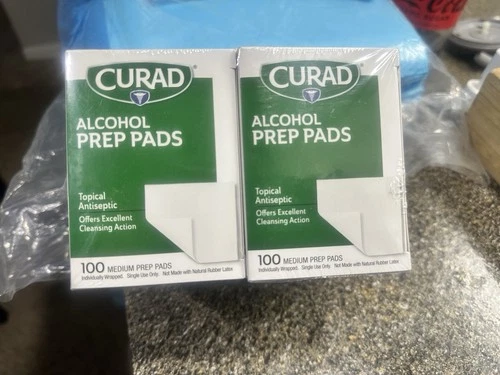 CURAD
ALCOHOL
PREP PADS
Topical
Antiseptic
Offers Excellent
Cleansing Action
100 MEDIUM PREP PADS
Individually Wrapped. Single Use Only. Not Made with Natural Rubber Latex
CURAD
ALCOHOL
PREP PADS
Topical
Antiseptic
Offers Excellent
Cleansing Action
100 MEDIUM PREP PADS
Individually Wrapped. Single Use Only. Not Made with Natural Rubber Latex